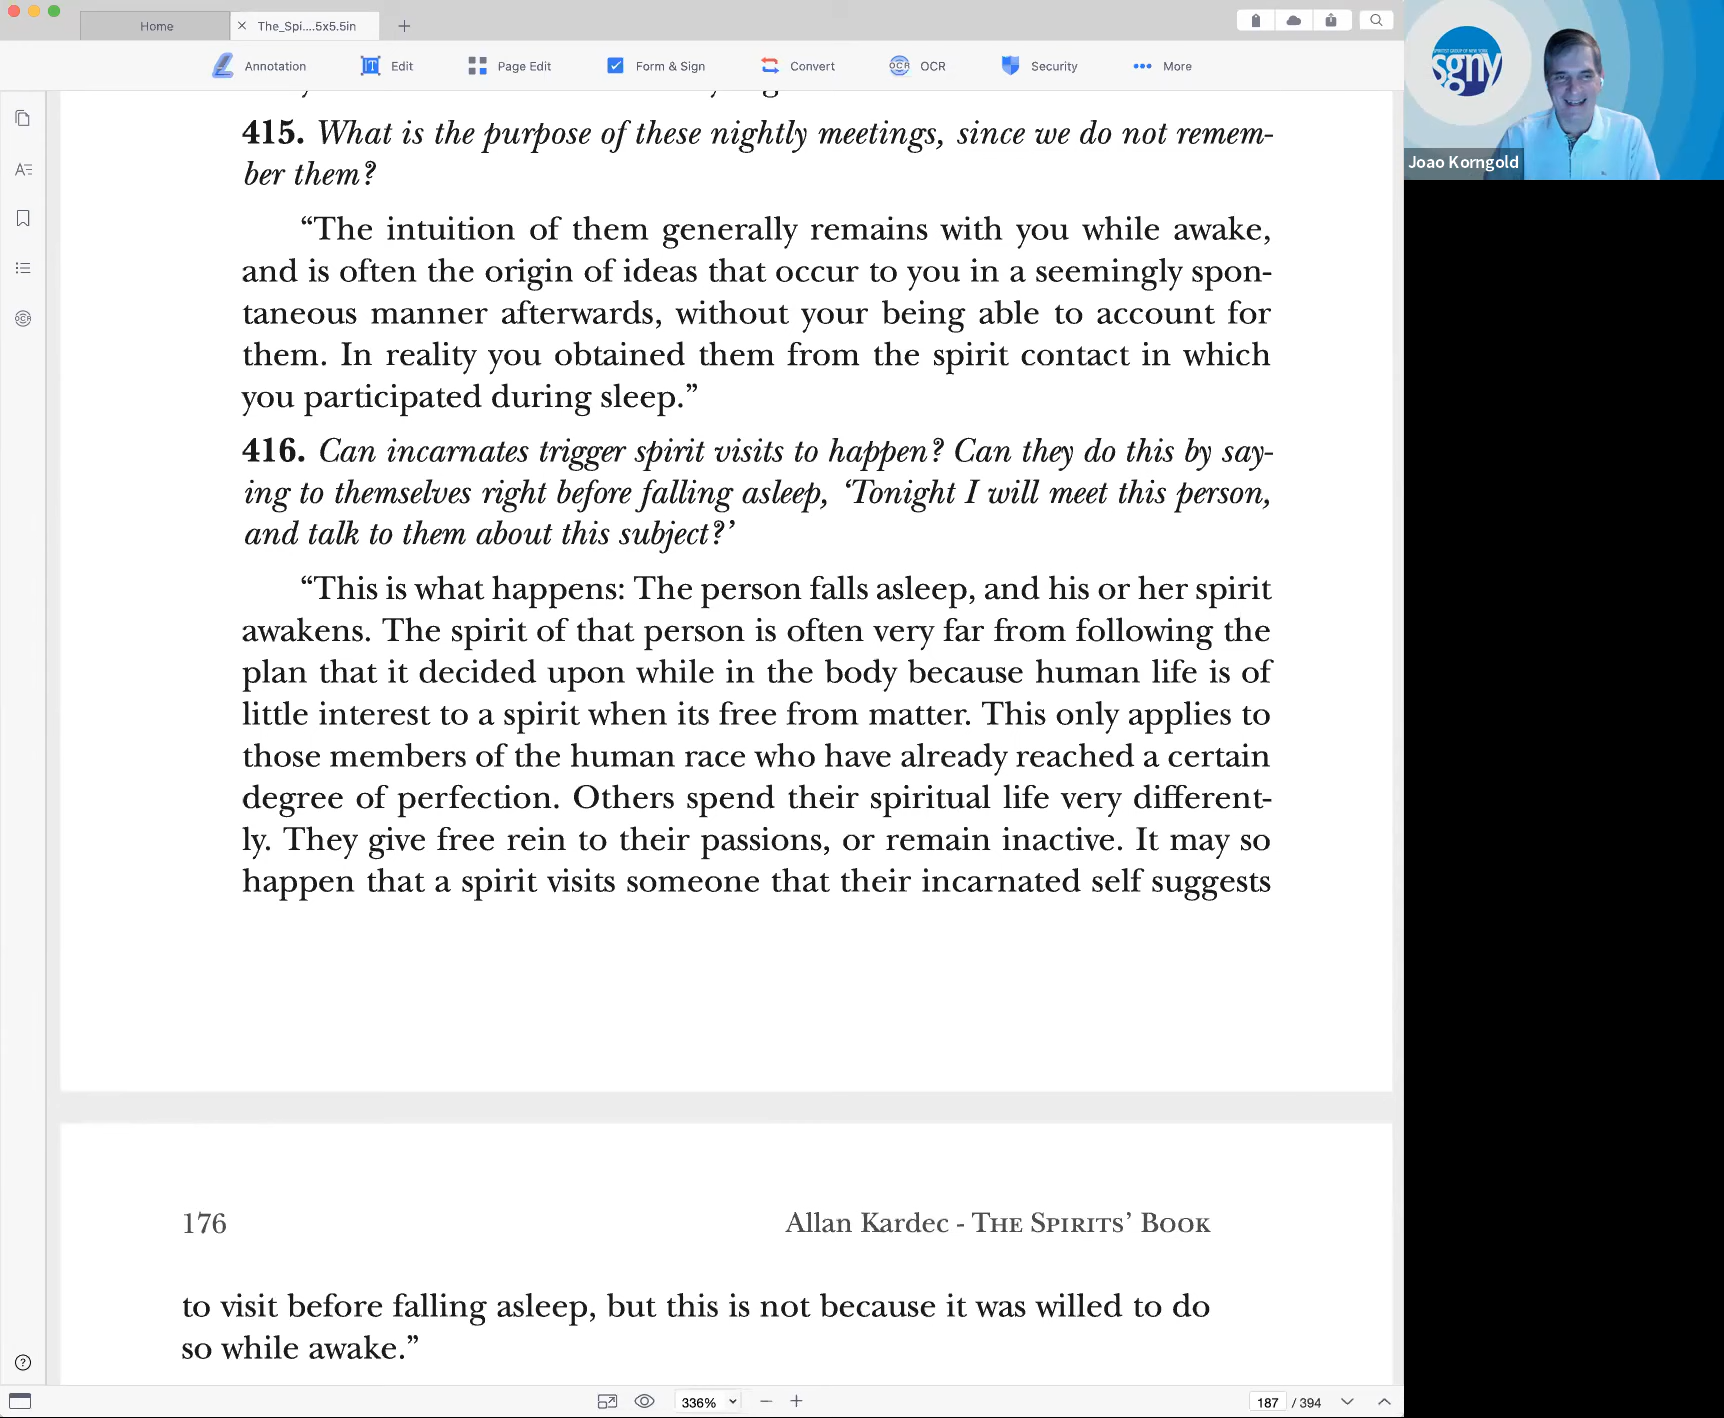 Home
The_Spi....5x5.5in
Annotation
Edit
Page Edit
Form & Sign
Convert
OCR
Security
More
415. What is the purpose of these nightly meetings, since we do not remem-
ber them?
“The intuition of them generally remains with you while awake,
and is often the origin of ideas that occur to you in a seemingly spon-
taneous manner afterwards, without your being able to account for
them. In reality you obtained them from the spirit contact in which
you participated during sleep.”
416. Can incarnates trigger spirit visits to happen? Can they do this by say-
ing to themselves right before falling asleep, ‘Tonight I will meet this person,
and talk to them about this subject?’
“This is what happens: The person falls asleep, and his or her spirit
awakens. The spirit of that person is often very far from following the
plan that it decided upon while in the body because human life is of
little interest to a spirit when its free from matter. This only applies to
those members of the human race who have already reached a certain
degree of perfection. Others spend their spiritual life very different-
ly. They give free rein to their passions, or remain inactive. It may so
happen that a spirit visits someone that their incarnated self suggests
176
Allan Kardec - THE SPIRITS’ BOOK
to visit before falling asleep, but this is not because it was willed to do
so while awake.”
336%
187 / 394
SPIRITIST GROUP OF NEW YORK
sgny
Joao Korngold